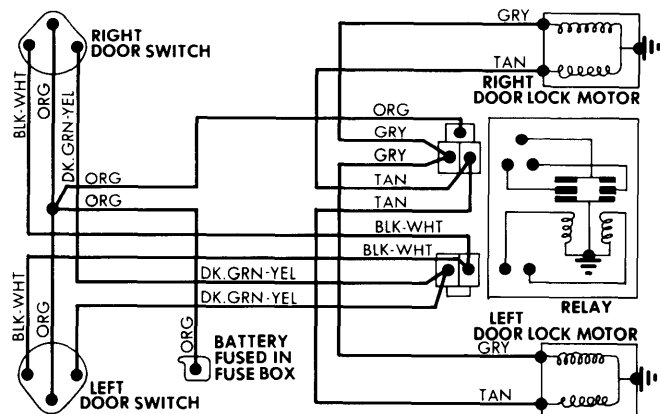 RIGHT
DOOR SWITCH
BLK-WHT
ORG
DK.GRN-YEL
ORG
ORG
GRY
TAN
RIGHT
DOOR LOCK MOTOR
ORG
GRY
GRY
TAN
TAN
BLK-WHT
BLK-WHT
DK.GRN-YEL
DK.GRN-YEL
RELAY
BLK-WHT
ORG
LEFT
DOOR SWITCH
ORG
BATTERY
FUSED IN
FUSE BOX
LEFT
DOOR LOCK MOTOR
GRY
TAN